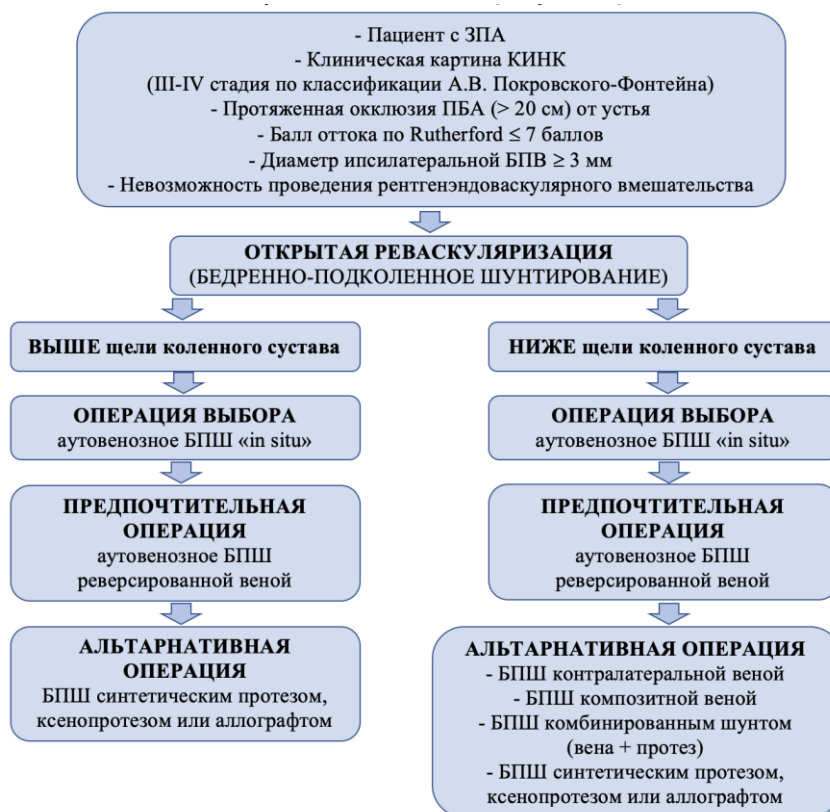 - Пациент с ЗПА
- Клиническая картина КИНК
(III-IV стадия по классификации А.В. Покровского-Фонтейна)
- Протяженная окклюзия ПБА (> 20 см) от устья
- Балл оттока по Rutherford ≤ 7 баллов
- Диаметр ипсилатеральной БПВ ≥ 3 мм
- Невозможность проведения рентгенэндоваскулярного вмешательства
ОТКРЫТАЯ РЕВАСКУЛЯРИЗАЦИЯ
(БЕДРЕННО-ПОДКОЛЕННОЕ ШУНТИРОВАНИЕ)
ВЫШЕ щели коленного сустава
ОПЕРАЦИЯ ВЫБОРА
аутовенозное БПШ «in situ»
ПРЕДПОЧТИТЕЛЬНАЯ
ОПЕРАЦИЯ
аутовенозное БПШ
реверсированной веной
АЛЬТАРНАТИВНАЯ
ОПЕРАЦИЯ
БПШ синтетическим протезом,
ксенопротезом или аллографтом
НИЖЕ щели коленного сустава
ОПЕРАЦИЯ ВЫБОРА
аутовенозное БПШ «in situ»
ПРЕДПОЧТИТЕЛЬНАЯ
ОПЕРАЦИЯ
аутовенозное БПШ
реверсированной веной
АЛЬТАРНАТИВНАЯ ОПЕРАЦИЯ
- БПШ контралатеральной веной
- БПШ композитной веной
- БПШ комбинированным шунтом
(вена + протез)
- БПШ синтетическим протезом,
ксенопротезом или аллографтом